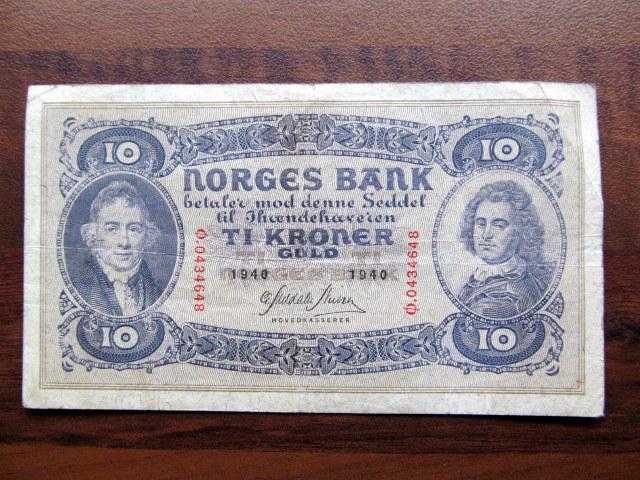 10 10
NORGES BANK
betaler mod denne Seddel
til Ihændehaveren
TI KRONER
GULD
1940 1940
HOVEDKASSERER
Ф.0434648
Ф.0434648
10 10